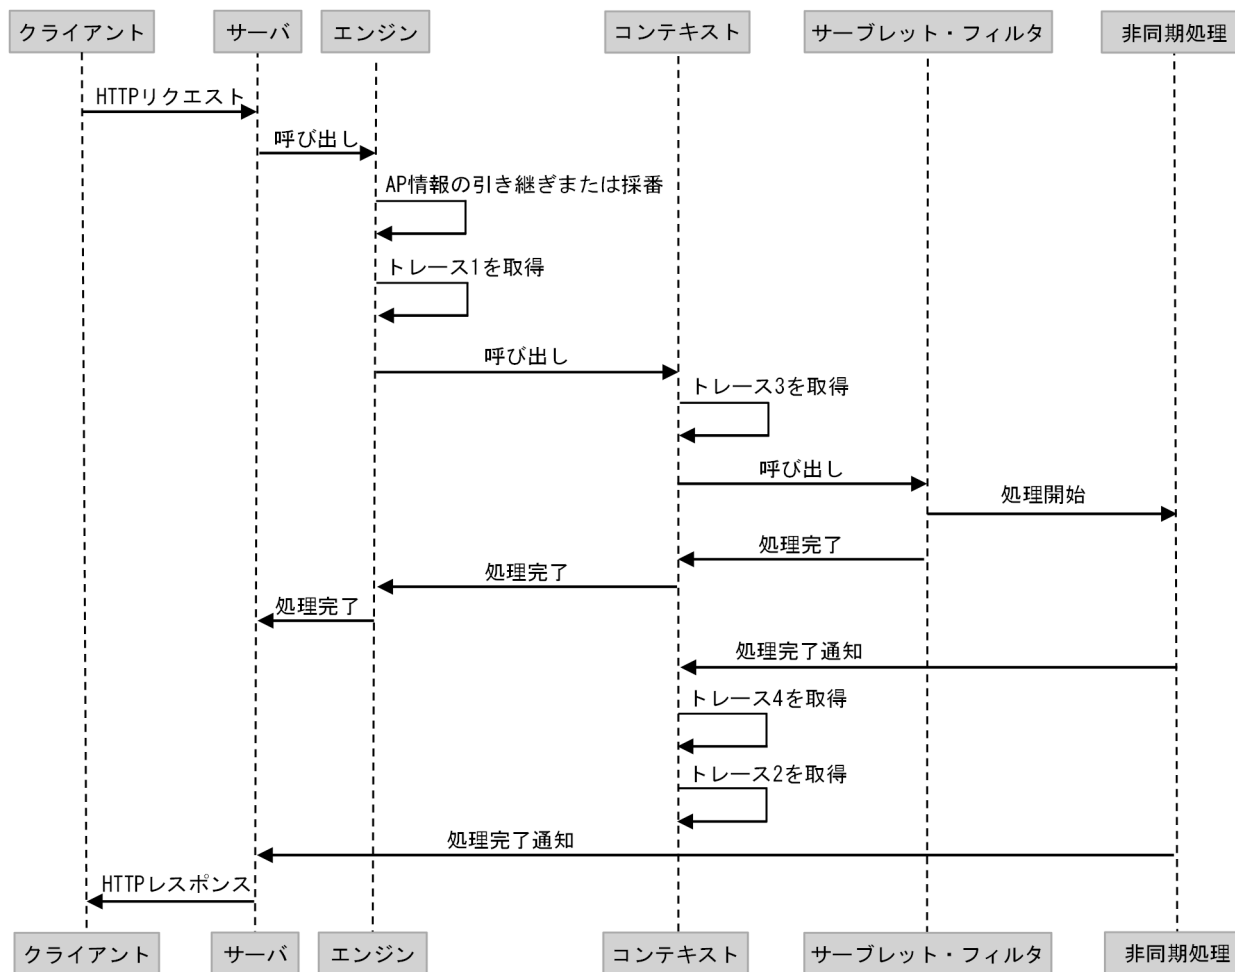 クライアント
サーバ
エンジン
コンテキスト
サーブレット・フィルタ
非同期処理
HTTPリクエスト
呼び出し
AP情報の引き継ぎまたは採番
トレース1を取得
呼び出し
トレース3を取得
呼び出し
処理開始
処理完了
処理完了
処理完了
処理完了通知
トレース4を取得
トレース2を取得
処理完了通知
HTTPレスポンス
クライアント
サーバ
エンジン
コンテキスト
サーブレット・フィルタ
非同期処理